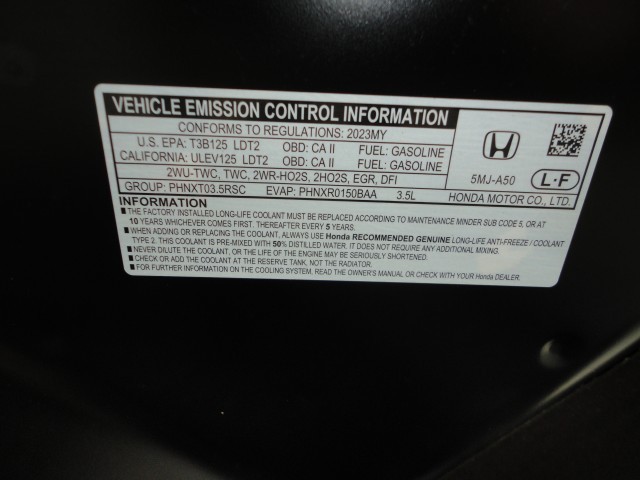 VEHICLE EMISSION CONTROL INFORMATION
CONFORMS TO REGULATIONS: 2023MY
U.S. EPA: T3B125 LDT2 OBD: CA II FUEL: GASOLINE
CALIFORNIA: ULEV125 LDT2 OBD: CA II FUEL: GASOLINE
2WU-TWC, TWC, 2WR-HO2S, 2HO2S, EGR, DFI
GROUP: PHNXT03.5RSC EVAP: PHNXR0150BAA 3.5L
5MJ-A50
L·F
HONDA MOTOR CO., LTD.
INFORMATION
■ THE FACTORY INSTALLED LONG-LIFE COOLANT MUST BE REPLACED ACCORDING TO MAINTENANCE MINDER SUB CODE 5, OR AT
10 YEARS WHICHEVER COMES FIRST. THEREAFTER EVERY 5 YEARS.
■ WHEN ADDING OR REPLACING COOLANT, ALWAYS USE Honda RECOMMENDED GENUINE LONG-LIFE ANTI-FREEZE / COOLANT
TYPE 2. THIS COOLANT IS PRE-MIXED WITH 50% DISTILLED WATER. IT DOES NOT REQUIRE ANY ADDITIONAL MIXING.
■ NEVER DILUTE THE COOLANT, OR THE LIFE OF THE ENGINE MAY BE SERIOUSLY SHORTENED.
■ CHECK OR ADD THE COOLANT AT THE RESERVE TANK. NOT THE RADIATOR.
■ FOR FURTHER INFORMATION ON THE COOLING SYSTEM. READ THE OWNER'S MANUAL OR CHECK WITH YOUR Honda DEALER.